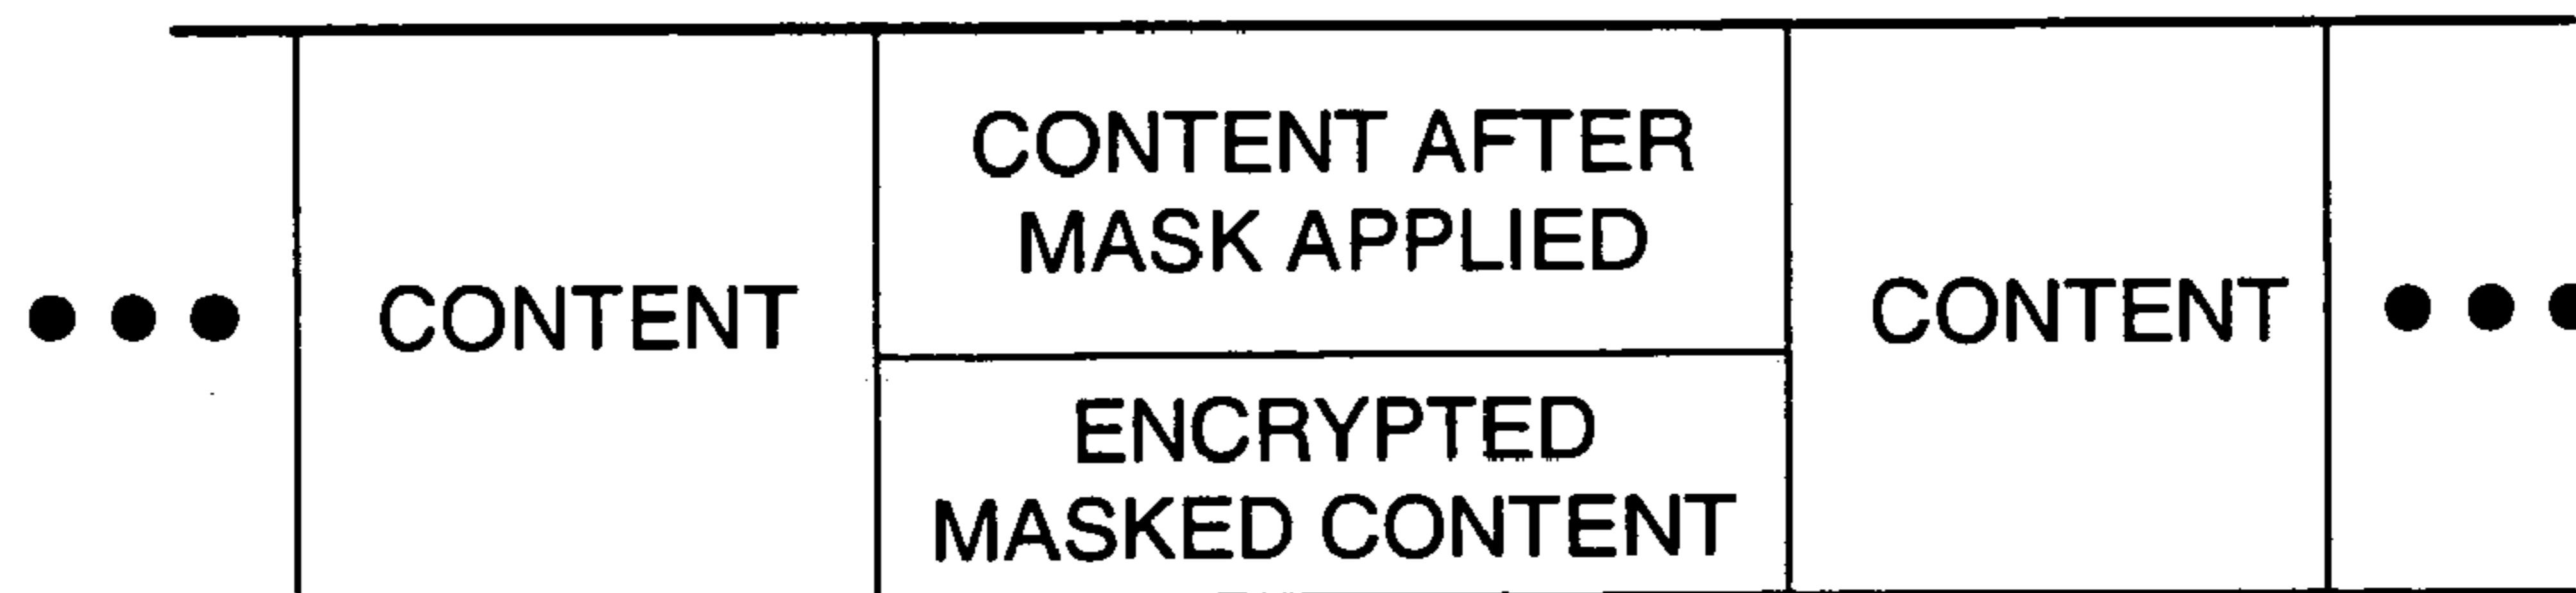 CONTENT
CONTENT AFTER
MASK APPLIED
ENCRYPTED
MASKED CONTENT
CONTENT